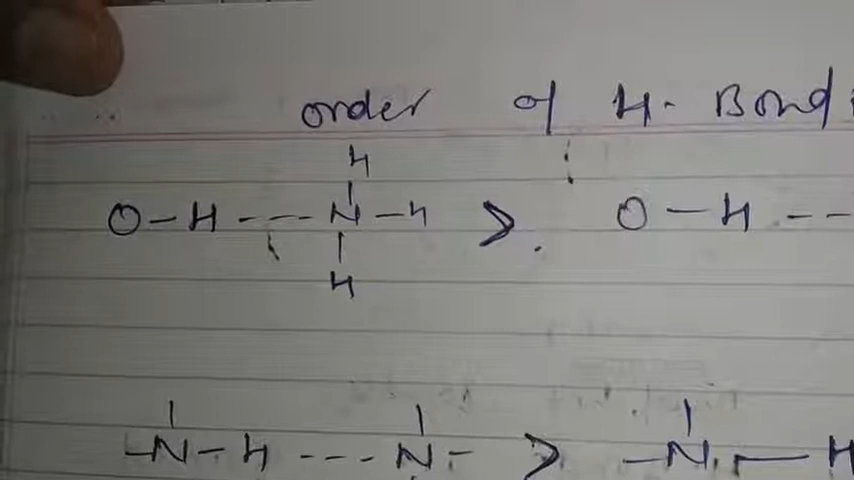 order of H- Bond
H
O-H ---- N-H > O-H --
H
-N-H --- N- > -N-H